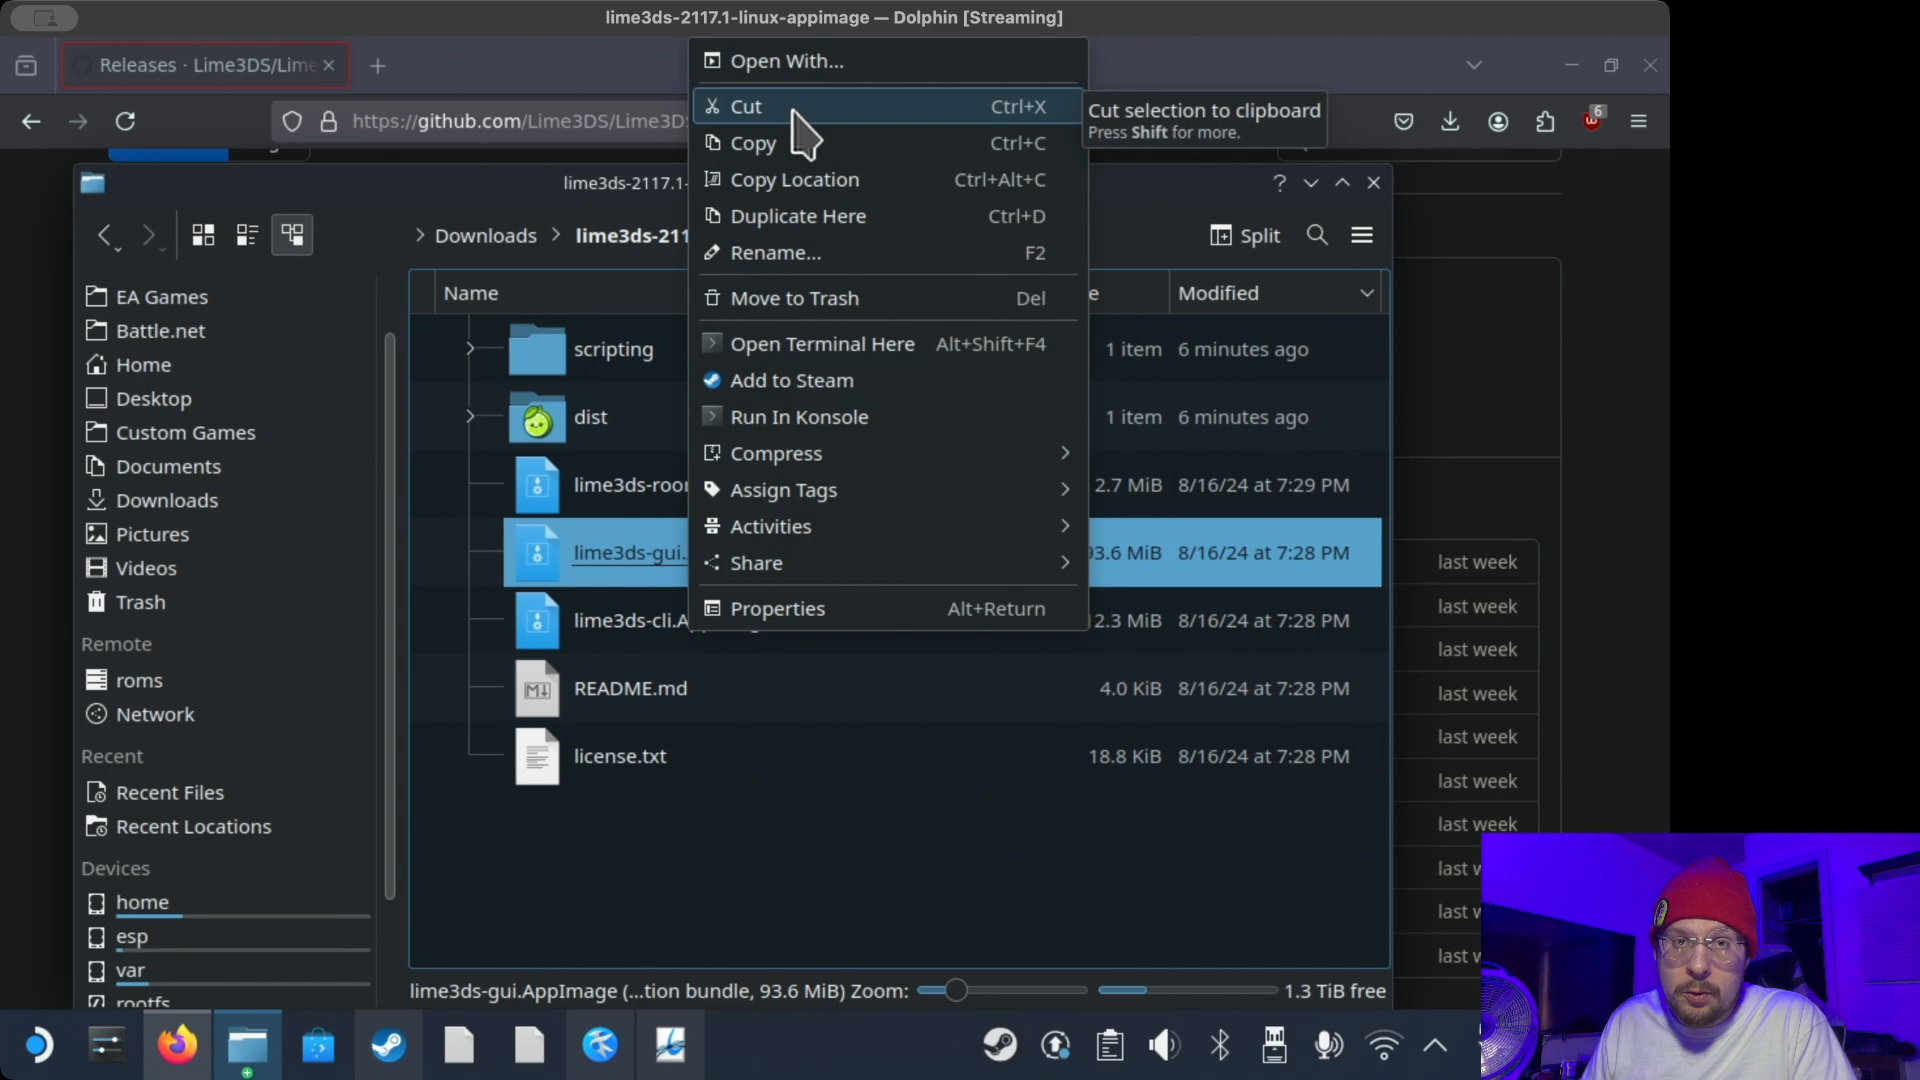 lime3ds-2117.1-linux-appimage — Dolphin [Streaming]
Releases · Lime3DS/Lime
https://github.com/Lime3DS/Lime3D
6
Open With...
Cut Ctrl+X
Copy Ctrl+C
Copy Location Ctrl+Alt+C
Duplicate Here Ctrl+D
Rename... F2
Move to Trash Del
Open Terminal Here Alt+Shift+F4
Add to Steam
Run In Konsole
Compress
Assign Tags
Activities
Share
Properties Alt+Return
Cut selection to clipboard
Press Shift for more.
lime3ds-2117.1-
Downloads
lime3ds-211
Split
EA Games
Battle.net
Home
Desktop
Custom Games
Documents
Downloads
Pictures
Videos
Trash
Remote
roms
Network
Recent
Recent Files
Recent Locations
Devices
home
esp
var
rootfs
Name
Modified
scripting 1 item 6 minutes ago
dist 1 item 6 minutes ago
lime3ds-roo 2.7 MiB 8/16/24 at 7:29 PM
lime3ds-gui. 93.6 MiB 8/16/24 at 7:28 PM
lime3ds-cli.A 12.3 MiB 8/16/24 at 7:28 PM
README.md 4.0 KiB 8/16/24 at 7:28 PM
license.txt 18.8 KiB 8/16/24 at 7:28 PM
lime3ds-gui.AppImage (...tion bundle, 93.6 MiB) Zoom:
1.3 TiB free
last week
last week
last week
last week
last week
last week
last week
last w
last w
last w